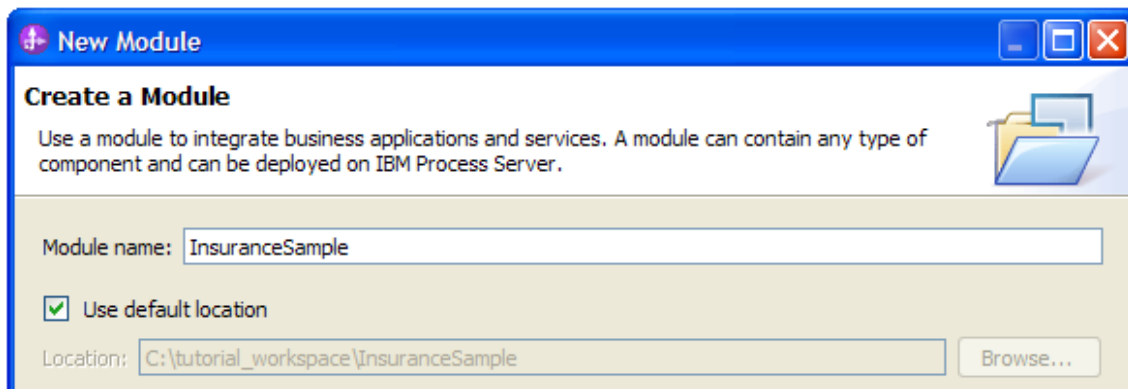 New Module
Create a Module
Use a module to integrate business applications and services. A module can contain any type of
component and can be deployed on IBM Process Server.
Module name: InsuranceSample
Use default location
Location: C:\tutorial_workspace\InsuranceSample Browse...